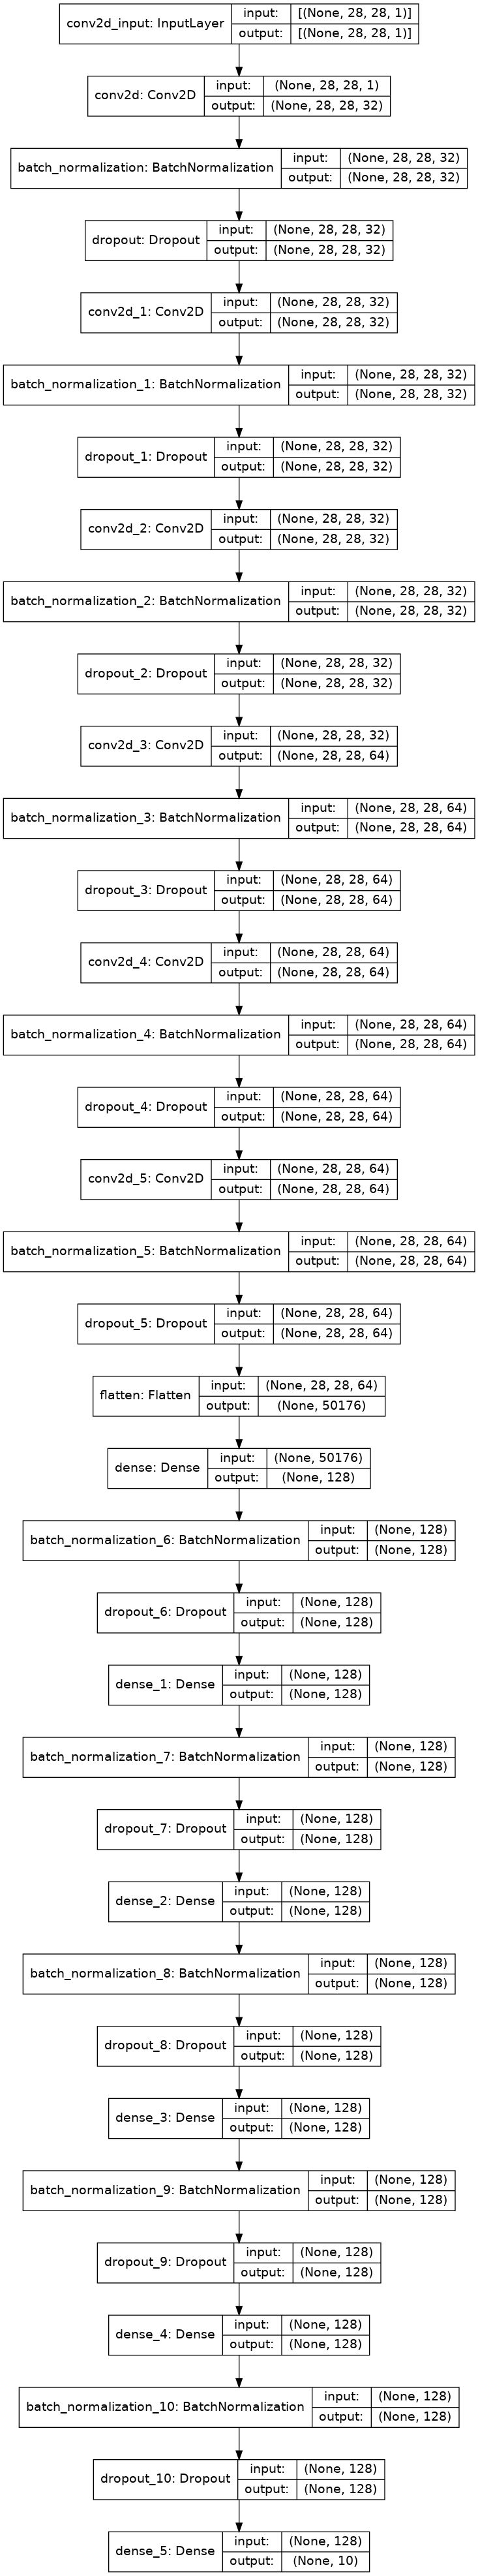 conv2d_input: InputLayer input: [(None, 28, 28, 1)]
output: [(None, 28, 28, 1)]
conv2d: Conv2D input: (None, 28, 28, 1)
output: (None, 28, 28, 32)
batch_normalization: BatchNormalization input: (None, 28, 28, 32)
output: (None, 28, 28, 32)
dropout: Dropout input: (None, 28, 28, 32)
output: (None, 28, 28, 32)
conv2d_1: Conv2D input: (None, 28, 28, 32)
output: (None, 28, 28, 32)
batch_normalization_1: BatchNormalization input: (None, 28, 28, 32)
output: (None, 28, 28, 32)
dropout_1: Dropout input: (None, 28, 28, 32)
output: (None, 28, 28, 32)
conv2d_2: Conv2D input: (None, 28, 28, 32)
output: (None, 28, 28, 32)
batch_normalization_2: BatchNormalization input: (None, 28, 28, 32)
output: (None, 28, 28, 32)
dropout_2: Dropout input: (None, 28, 28, 32)
output: (None, 28, 28, 32)
conv2d_3: Conv2D input: (None, 28, 28, 32)
output: (None, 28, 28, 64)
batch_normalization_3: BatchNormalization input: (None, 28, 28, 64)
output: (None, 28, 28, 64)
dropout_3: Dropout input: (None, 28, 28, 64)
output: (None, 28, 28, 64)
conv2d_4: Conv2D input: (None, 28, 28, 64)
output: (None, 28, 28, 64)
batch_normalization_4: BatchNormalization input: (None, 28, 28, 64)
output: (None, 28, 28, 64)
dropout_4: Dropout input: (None, 28, 28, 64)
output: (None, 28, 28, 64)
conv2d_5: Conv2D input: (None, 28, 28, 64)
output: (None, 28, 28, 64)
batch_normalization_5: BatchNormalization input: (None, 28, 28, 64)
output: (None, 28, 28, 64)
dropout_5: Dropout input: (None, 28, 28, 64)
output: (None, 28, 28, 64)
flatten: Flatten input: (None, 28, 28, 64)
output: (None, 50176)
dense: Dense input: (None, 50176)
output: (None, 128)
batch_normalization_6: BatchNormalization input: (None, 128)
output: (None, 128)
dropout_6: Dropout input: (None, 128)
output: (None, 128)
dense_1: Dense input: (None, 128)
output: (None, 128)
batch_normalization_7: BatchNormalization input: (None, 128)
output: (None, 128)
dropout_7: Dropout input: (None, 128)
output: (None, 128)
dense_2: Dense input: (None, 128)
output: (None, 128)
batch_normalization_8: BatchNormalization input: (None, 128)
output: (None, 128)
dropout_8: Dropout input: (None, 128)
output: (None, 128)
dense_3: Dense input: (None, 128)
output: (None, 128)
batch_normalization_9: BatchNormalization input: (None, 128)
output: (None, 128)
dropout_9: Dropout input: (None, 128)
output: (None, 128)
dense_4: Dense input: (None, 128)
output: (None, 128)
batch_normalization_10: BatchNormalization input: (None, 128)
output: (None, 128)
dropout_10: Dropout input: (None, 128)
output: (None, 128)
dense_5: Dense input: (None, 128)
output: (None, 10)